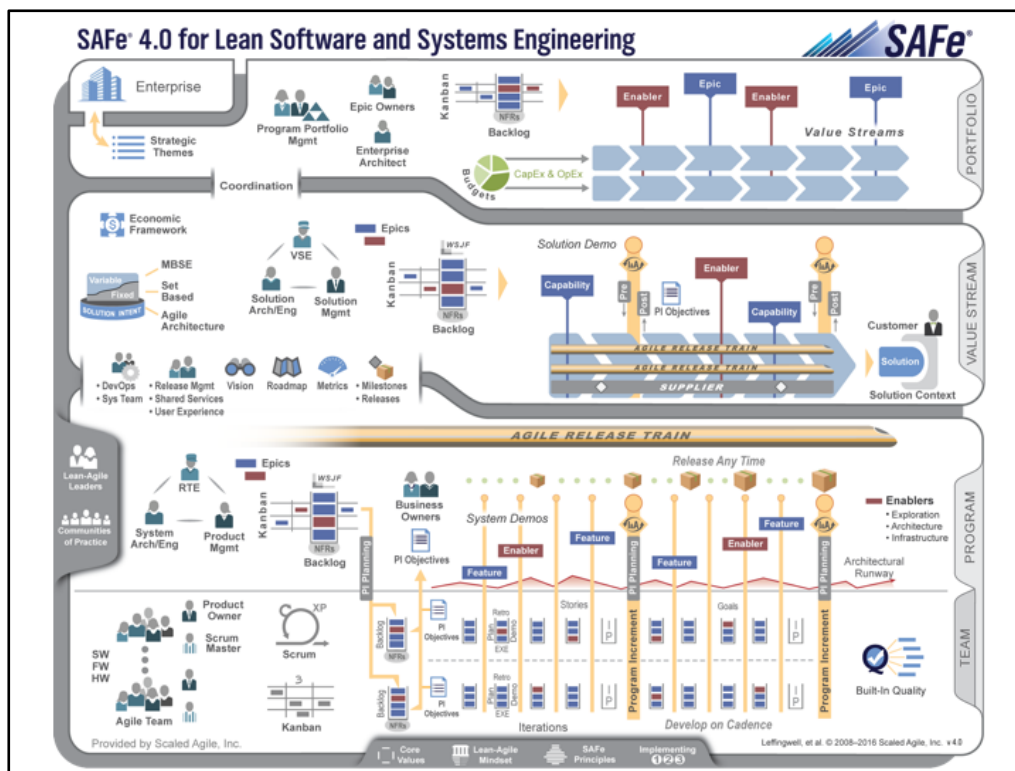 SAFe® 4.0 for Lean Software and Systems Engineering
SAFe®
Enterprise
Strategic
Themes
Program Portfolio
Mgmt
Epic Owners
Enterprise
Architect
Kanban
NFRs
Backlog
Enabler
Epic
Enabler
Epic
Value Streams
Budgets
CapEx & OpEx
PORTFOLIO
Coordination
Economic
Framework
MBSE
Variable
Fixed
Set
Based
SOLUTION INTENT
Agile
Architecture
VSE
Solution
Arch/Eng
Solution
Mgmt
Epics
WSJF
Kanban
NFRs
Backlog
Solution Demo
I&A
I&A
Capability
Pre
Post
PI Objectives
Enabler
Capability
Pre
Post
AGILE RELEASE TRAIN
AGILE RELEASE TRAIN
SUPPLIER
Customer
Solution
Solution Context
VALUE STREAM
• DevOps
• Sys Team
• Release Mgmt
• Shared Services
• User Experience
Vision
Roadmap
Metrics
• Milestones
• Releases
AGILE RELEASE TRAIN
Lean-Agile
Leaders
Communities
of Practice
RTE
System
Arch/Eng
Product
Mgmt
Epics
WSJF
Kanban
NFRs
Backlog
PI Planning
Business
Owners
PI Objectives
Release Any Time
System Demos
Feature
Enabler
Feature
I&A
PI Planning
Feature
Enabler
Feature
I&A
PI Planning
Enablers
• Exploration
• Architecture
• Infrastructure
Architectural
Runway
PROGRAM
Product
Owner
Scrum
Master
SW
FW
HW
Agile Team
XP
Scrum
3
Kanban
Backlog
NFRs
PI
Objectives
Plan
Retro
Demo
EXE
Stories
I P
Program Increment
Goals
I P
Program Increment
Backlog
NFRs
PI
Objectives
Plan
Retro
Demo
EXE
I P
I P
Iterations
Develop on Cadence
Built-In Quality
TEAM
Provided by Scaled Agile, Inc.
Leffingwell, et al. © 2008–2016 Scaled Agile, Inc. v 4.0
Core
Values
Lean-Agile
Mindset
SAFe
Principles
Implementing
1 2 3